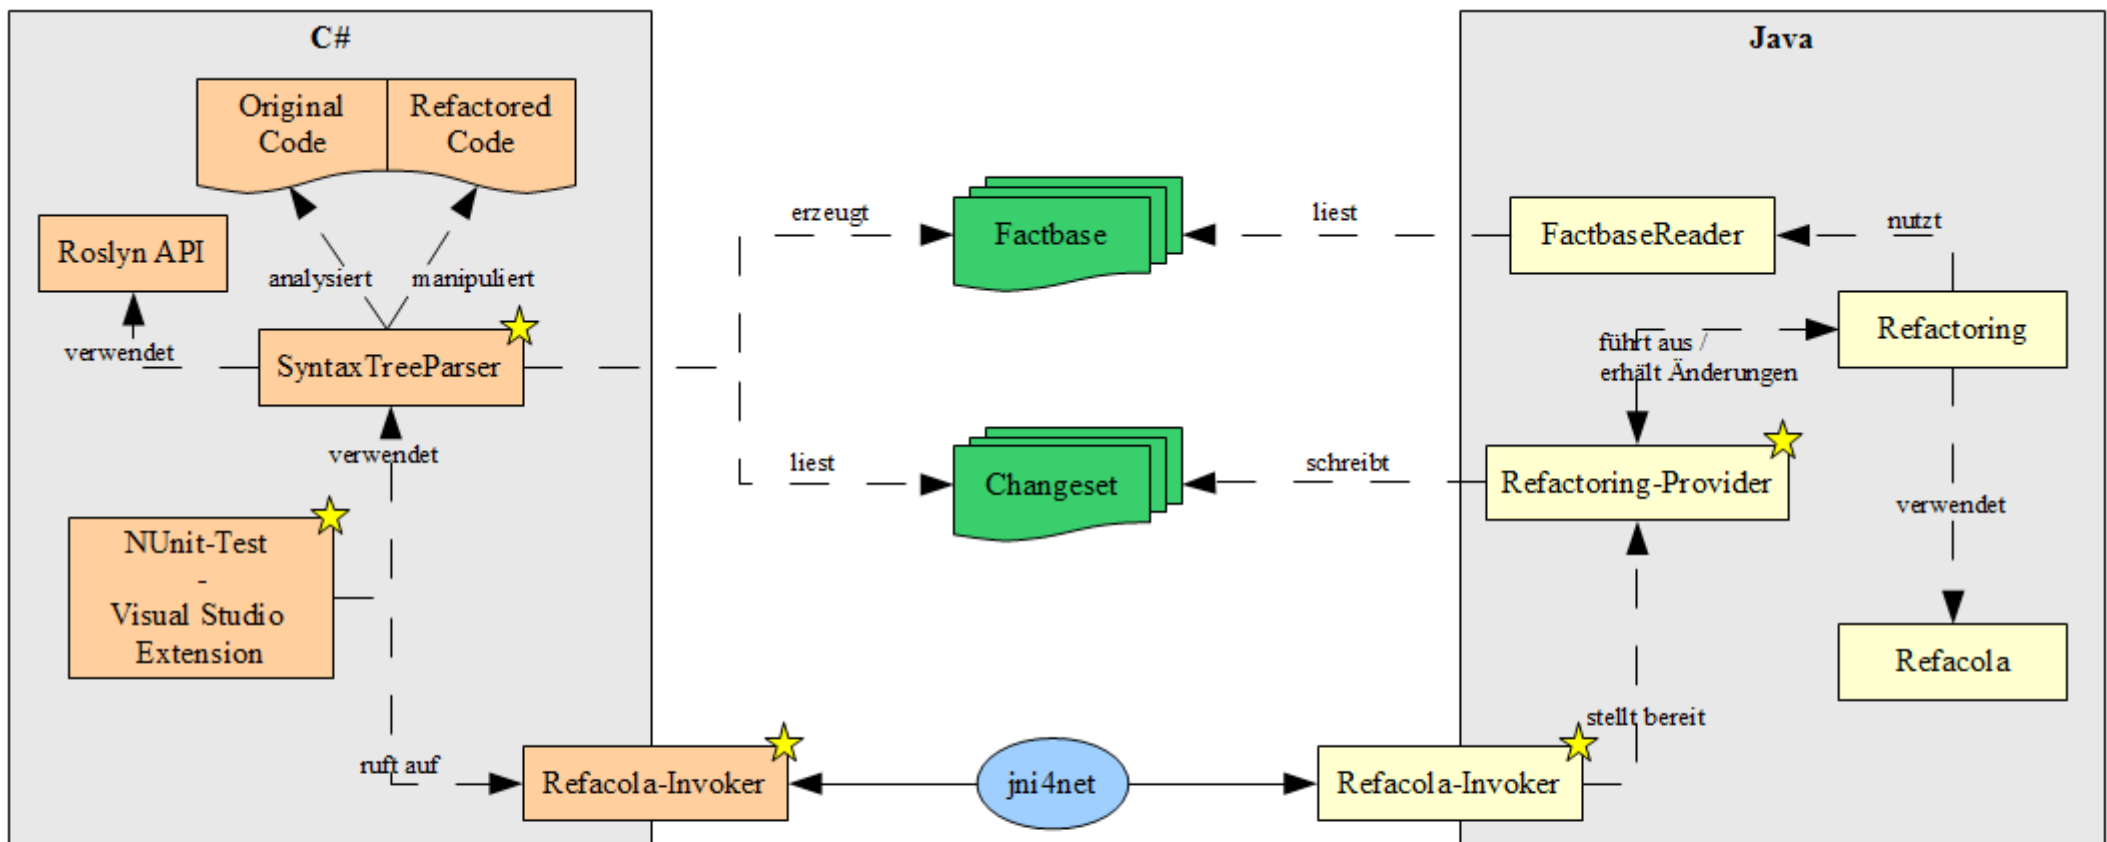 C#
Java
Original
Code
Refactored
Code
Roslyn API
analysiert
manipuliert
verwendet
SyntaxTreeParser
verwendet
NUnit-Test
-
Visual Studio
Extension
ruft auf
Refacola-Invoker
erzeugt
Factbase
liest
liest
Changeset
schreibt
jni4net
FactbaseReader
nutzt
Refactoring
führt aus /
erhält Änderungen
Refactoring-Provider
verwendet
Refacola
stellt bereit
Refacola-Invoker